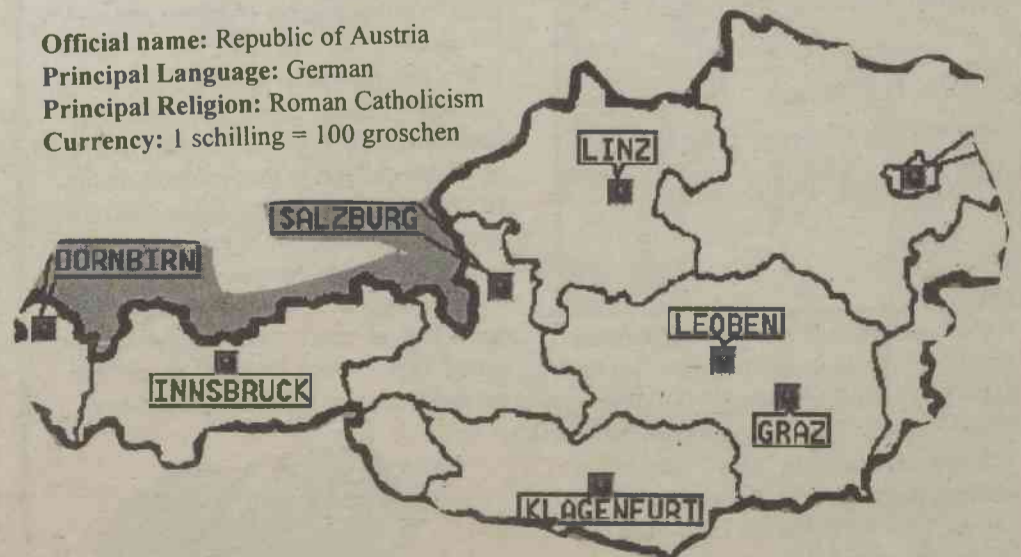 Official name: Republic of Austria
Principal Language: German
Principal Religion: Roman Catholicism
Currency: 1 schilling = 100 groschen
LINZ
SALZBURG
DORNBIRN
LEOBEN
INNSBRUCK
GRAZ
KLAGENFURT